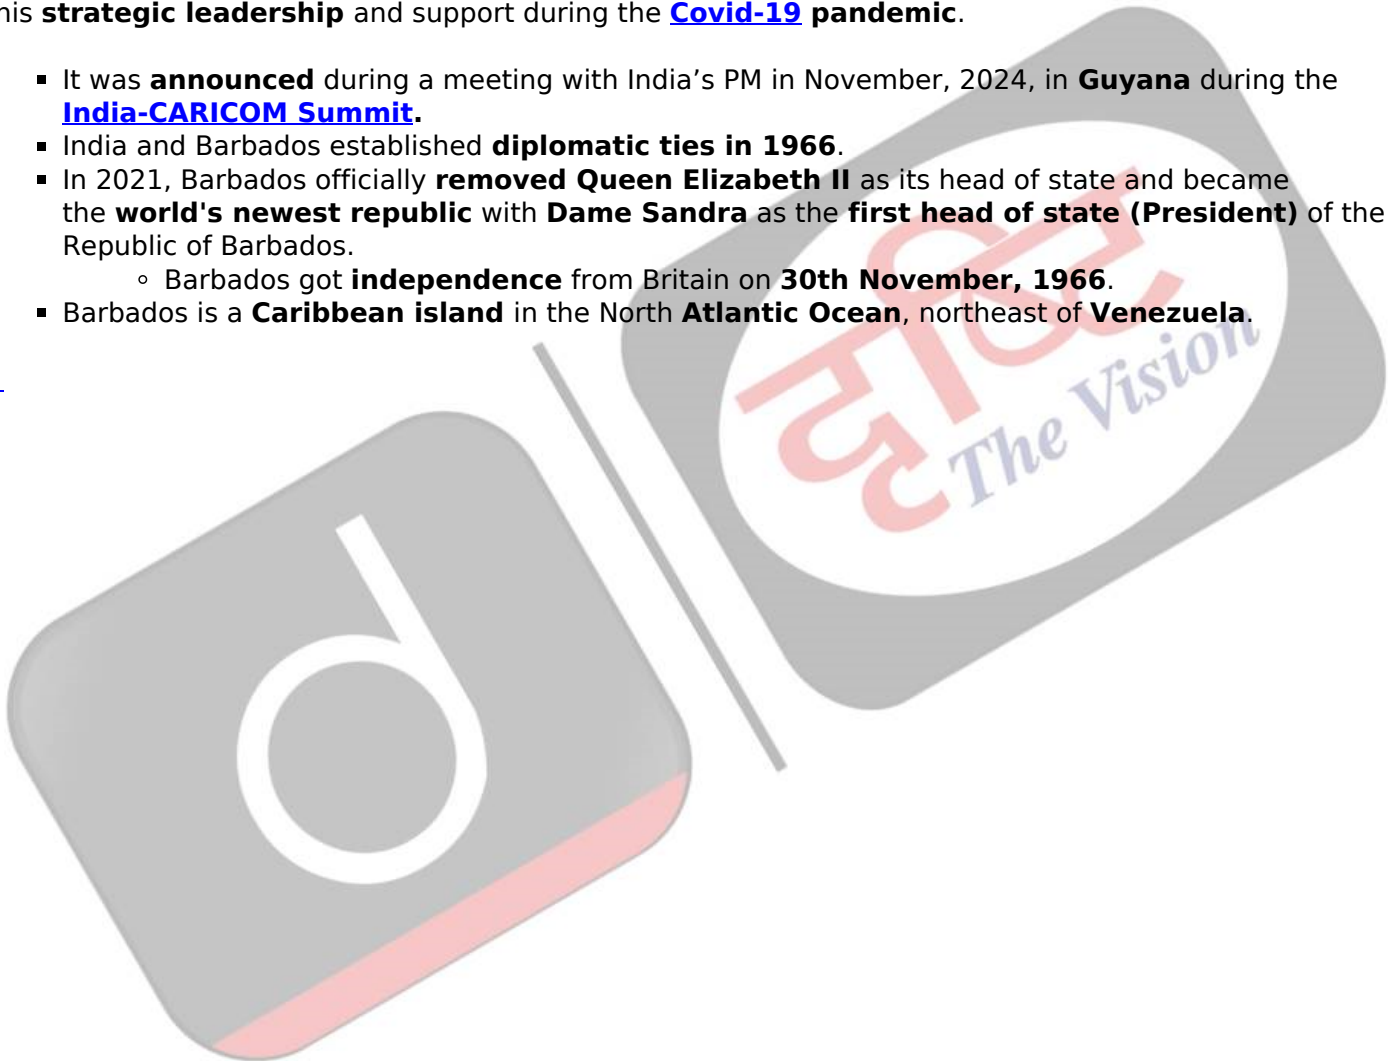 his strategic leadership and support during the Covid-19 pandemic.
▪ It was announced during a meeting with India’s PM in November, 2024, in Guyana during the
India-CARICOM Summit.
▪ India and Barbados established diplomatic ties in 1966.
▪ In 2021, Barbados officially removed Queen Elizabeth II as its head of state and became
the world's newest republic with Dame Sandra as the first head of state (President) of the
Republic of Barbados.
◦ Barbados got independence from Britain on 30th November, 1966.
▪ Barbados is a Caribbean island in the North Atlantic Ocean, northeast of Venezuela.
दृष्टि
The Vision
d